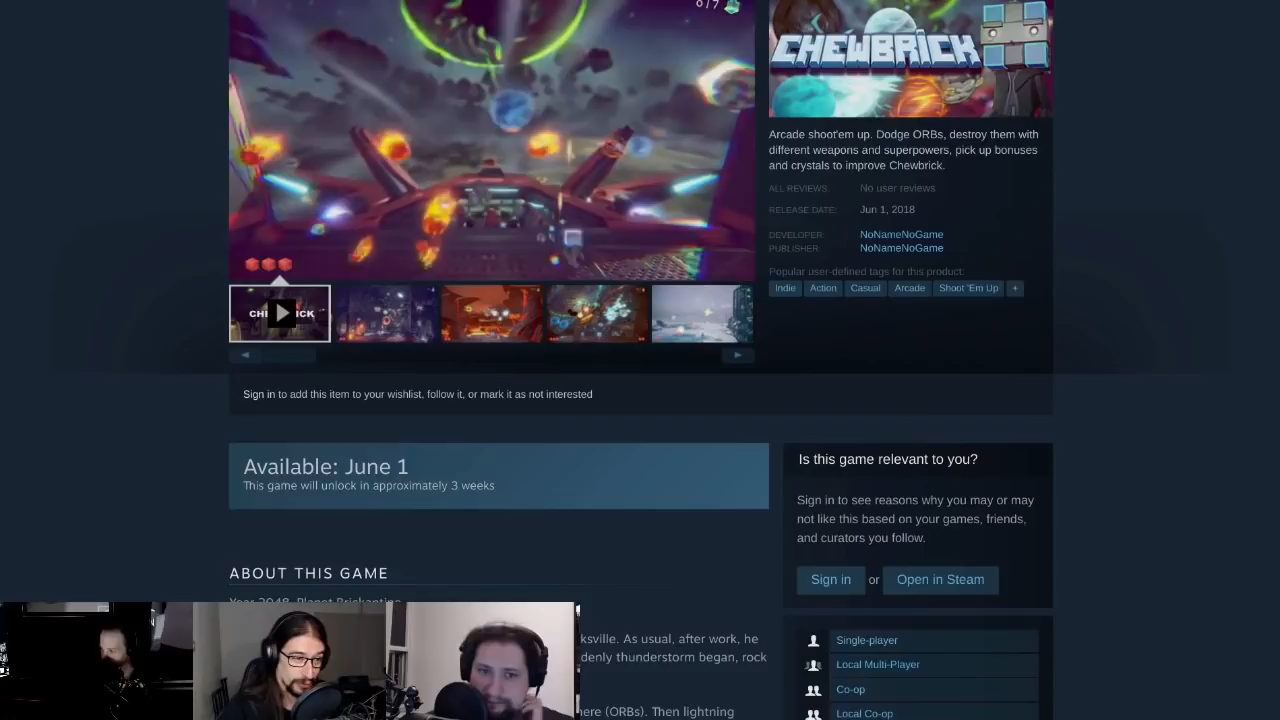 0/7
CHEWBRICK
Arcade shoot'em up. Dodge ORBs, destroy them with
different weapons and superpowers, pick up bonuses
and crystals to improve Chewbrick.
ALL REVIEWS: No user reviews
RELEASE DATE: Jun 1, 2018
DEVELOPER: NoNameNoGame
PUBLISHER: NoNameNoGame
Popular user-defined tags for this product:
Indie Action Casual Arcade Shoot 'Em Up +
Sign in to add this item to your wishlist, follow it, or mark it as not interested
Available: June 1
This game will unlock in approximately 3 weeks
Is this game relevant to you?
Sign in to see reasons why you may or may
not like this based on your games, friends,
and curators you follow.
Sign in or Open in Steam
ABOUT THIS GAME
Year 2048, Planet Brickantino
ksville. As usual, after work, he
denly thunderstorm began, rock
here (ORBs). Then lightning
Single-player
Local Multi-Player
Co-op
Local Co-op